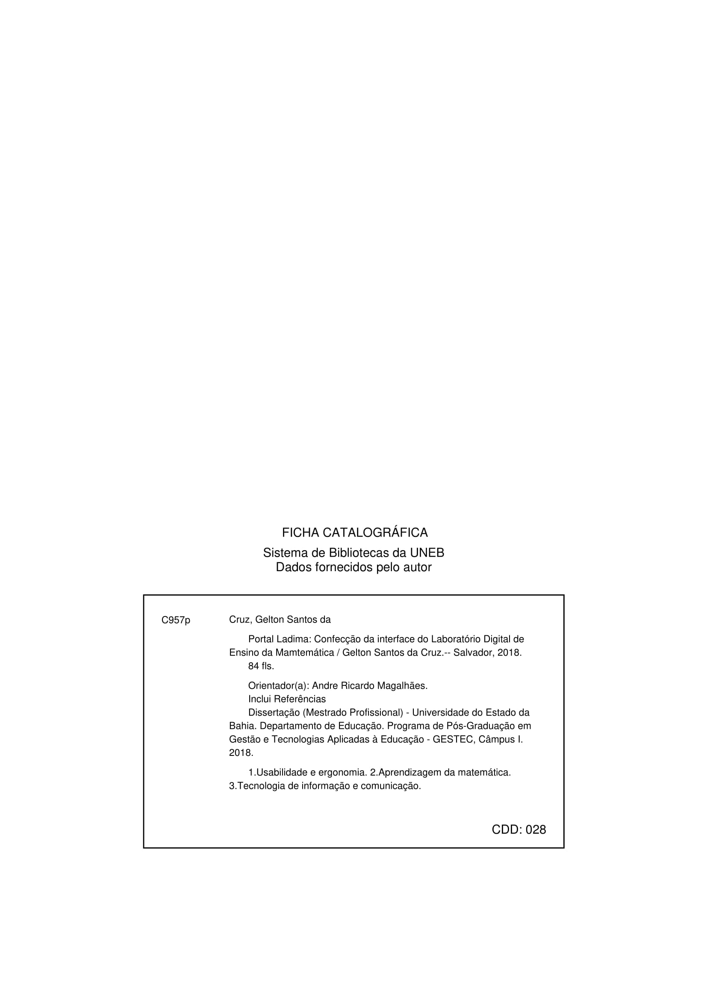 FICHA CATALOGRÁFICA
Sistema de Bibliotecas da UNEB
Dados fornecidos pelo autor
C957p Cruz, Gelton Santos da
Portal Ladima: Confecção da interface do Laboratório Digital de
Ensino da Mamtemática / Gelton Santos da Cruz.-- Salvador, 2018.
84 fls.
Orientador(a): Andre Ricardo Magalhães.
Inclui Referências
Dissertação (Mestrado Profissional) - Universidade do Estado da
Bahia. Departamento de Educação. Programa de Pós-Graduação em
Gestão e Tecnologias Aplicadas à Educação - GESTEC, Câmpus I.
2018.
1.Usabilidade e ergonomia. 2.Aprendizagem da matemática.
3.Tecnologia de informação e comunicação.
CDD: 028